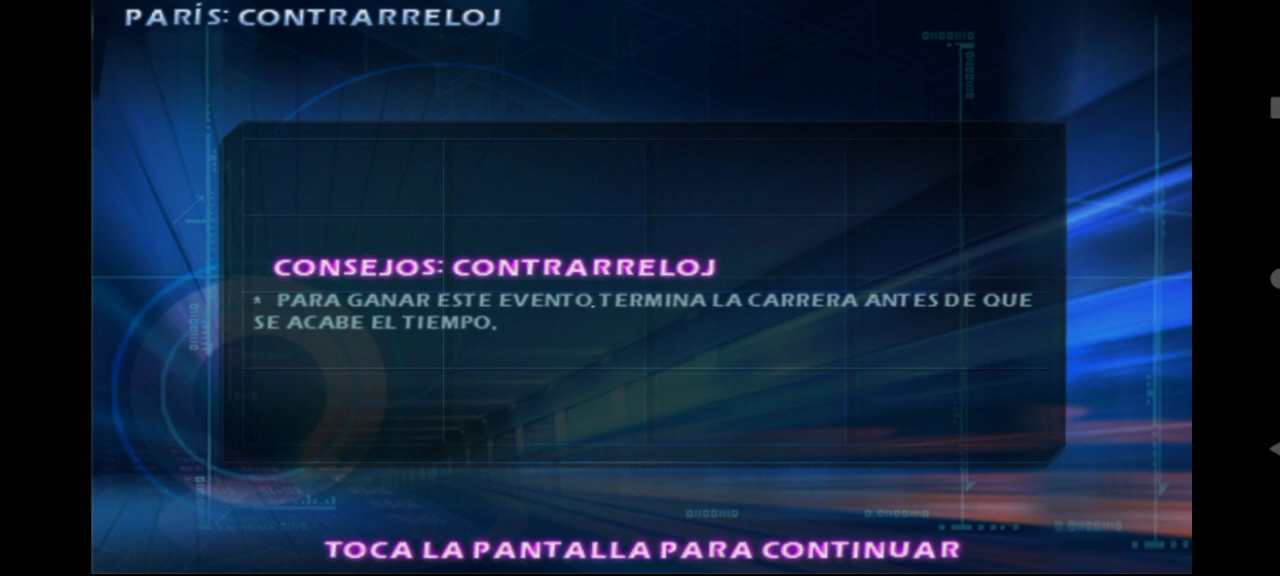 PARÍS: CONTRARRELOJ
01100110
CONSEJOS: CONTRARRELOJ
* PARA GANAR ESTE EVENTO, TERMINA LA CARRERA ANTES DE QUE
SE ACABE EL TIEMPO.
TOCA LA PANTALLA PARA CONTINUAR